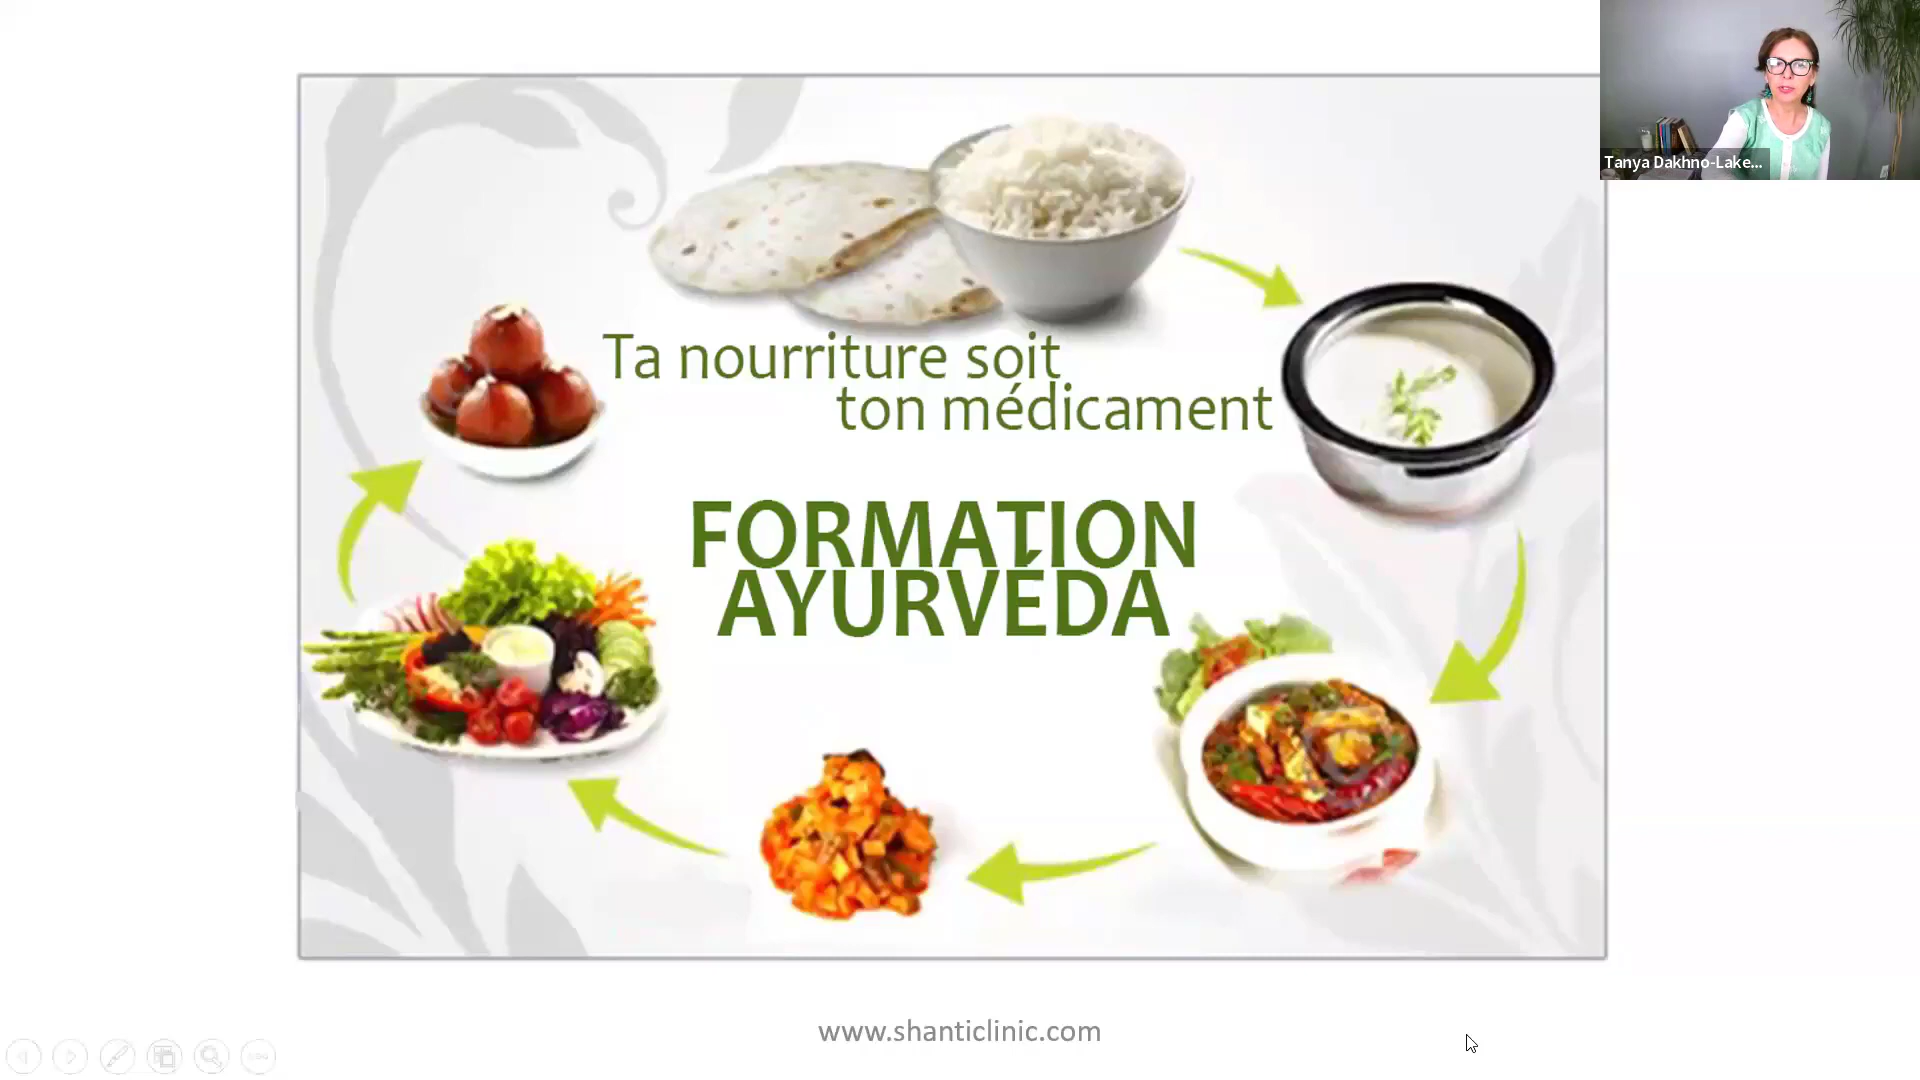 Tanya Dakhno-Lake...
Ta nourriture soit
ton médicament
FORMATION
AYURVÉDA
www.shanticlinic.com